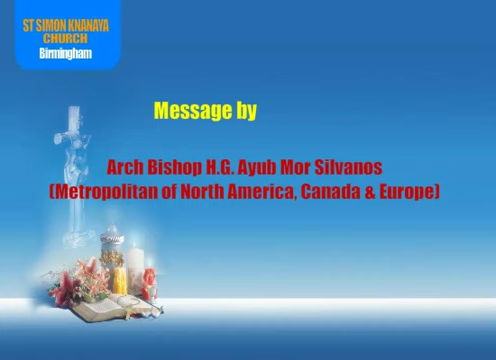 ST SIMON KNANAYA
CHURCH
Birmingham
Message by
Arch Bishop H.G. Ayub Mor Silvanos
(Metropolitan of North America, Canada & Europe)